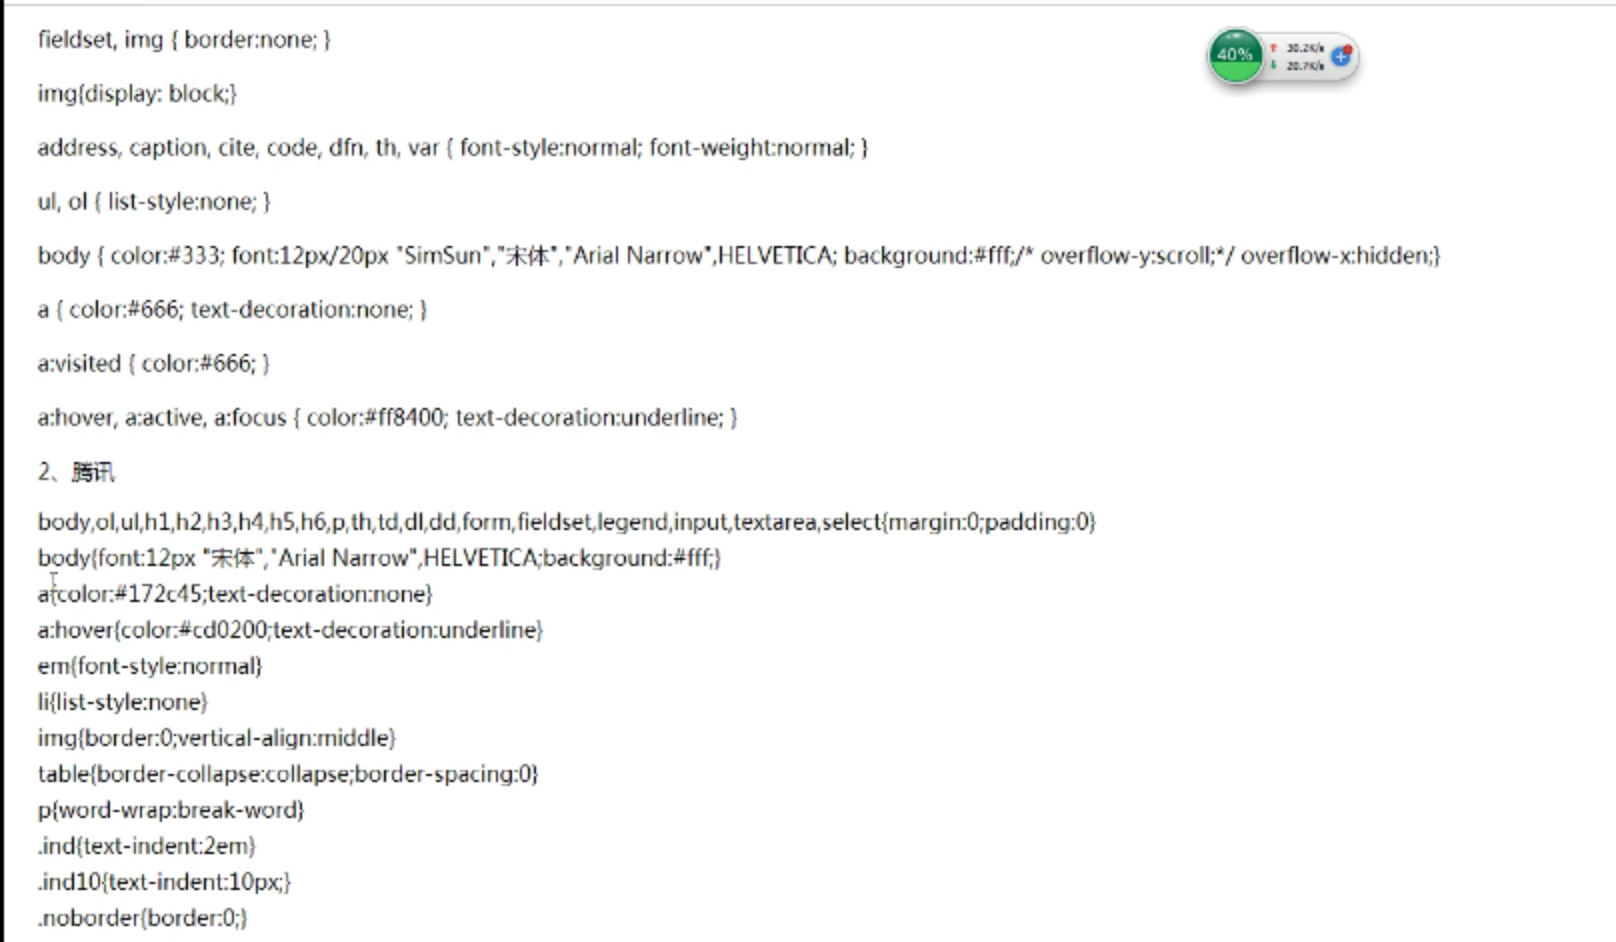 fieldset, img { border:none; }
40%
30.2K/s
20.7K/s
img{display: block;}
address, caption, cite, code, dfn, th, var { font-style:normal; font-weight:normal; }
ul, ol { list-style:none; }
body { color:#333; font:12px/20px "SimSun","宋体","Arial Narrow",HELVETICA; background:#fff;/* overflow-y:scroll;*/ overflow-x:hidden;}
a { color:#666; text-decoration:none; }
a:visited { color:#666; }
a:hover, a:active, a:focus { color:#ff8400; text-decoration:underline; }
2、腾讯
body,ol,ul,h1,h2,h3,h4,h5,h6,p,th,td,dl,dd,form,fieldset,legend,input,textarea,select{margin:0;padding:0}
body{font:12px "宋体","Arial Narrow",HELVETICA;background:#fff;}
a{color:#172c45;text-decoration:none}
a:hover{color:#cd0200;text-decoration:underline}
em{font-style:normal}
li{list-style:none}
img{border:0;vertical-align:middle}
table{border-collapse:collapse;border-spacing:0}
p{word-wrap:break-word}
.ind{text-indent:2em}
.ind10{text-indent:10px;}
.noborder{border:0;}